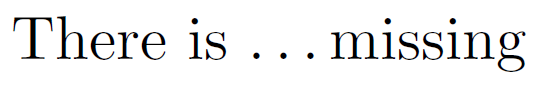 There is … missing